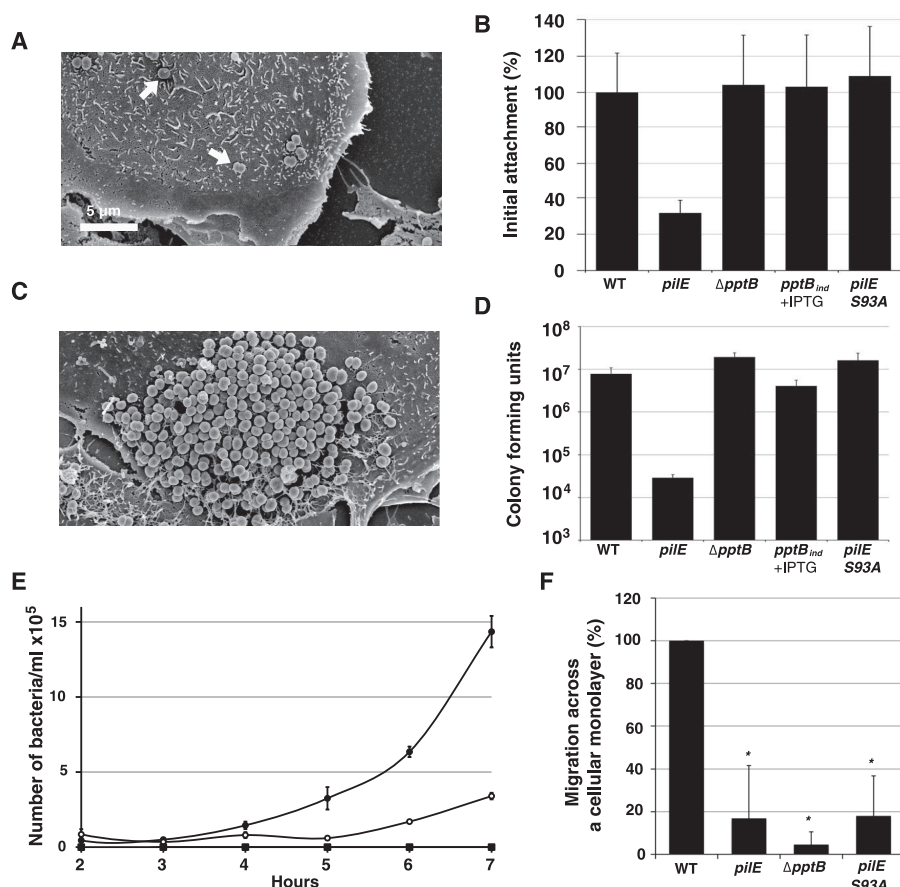 A
5 µm
B
Initial attachment (%)
140
120
100
80
60
40
20
0
WT
pilE
ΔpptB
pptBind
+IPTG
pilE
S93A
C
D
Colony forming units
10⁸
10⁷
10⁶
10⁵
10⁴
10³
WT
pilE
ΔpptB
pptBind
+IPTG
pilE
S93A
E
Number of bacteria/ml x10⁵
15
10
5
0
2 3 4 5 6 7
Hours
F
Migration across
a cellular monolayer (%)
120
100
80
60
40
20
0
*
*
*
WT
pilE
ΔpptB
pilE
S93A